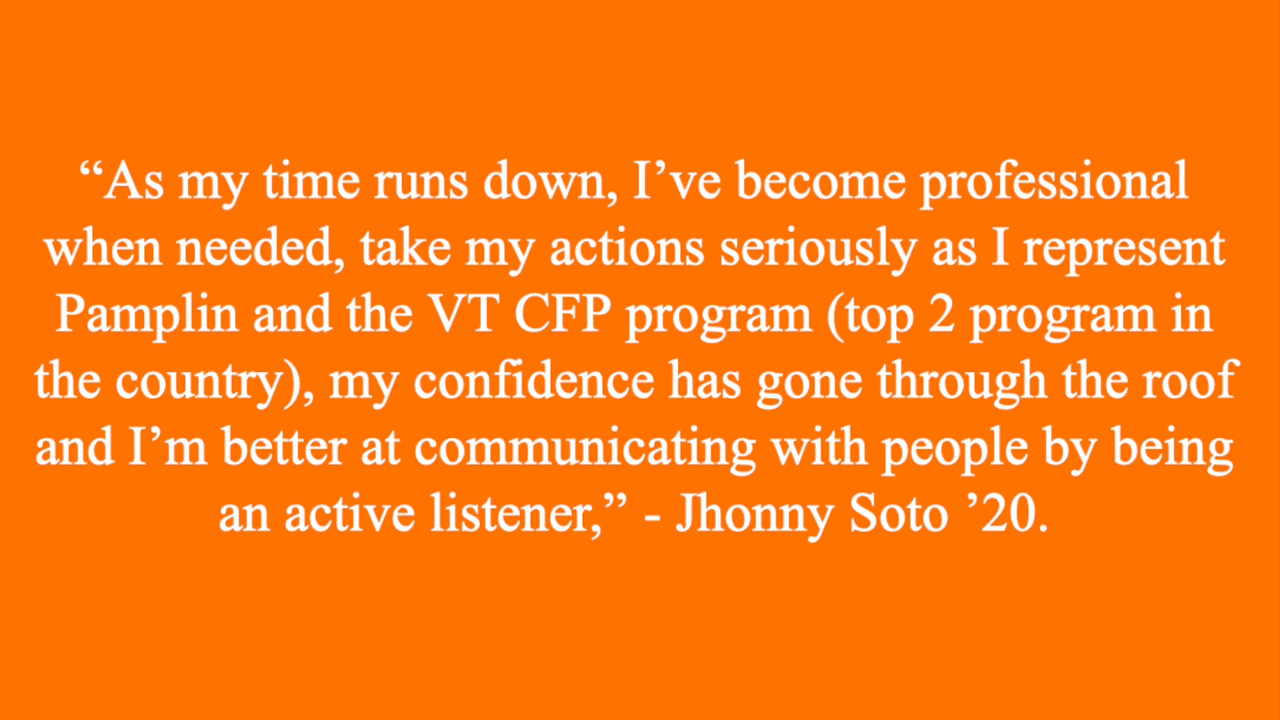 “As my time runs down, I’ve become professional
when needed, take my actions seriously as I represent
Pamplin and the VT CFP program (top 2 program in
the country), my confidence has gone through the roof
and I’m better at communicating with people by being
an active listener,” - Jhonny Soto ’20.